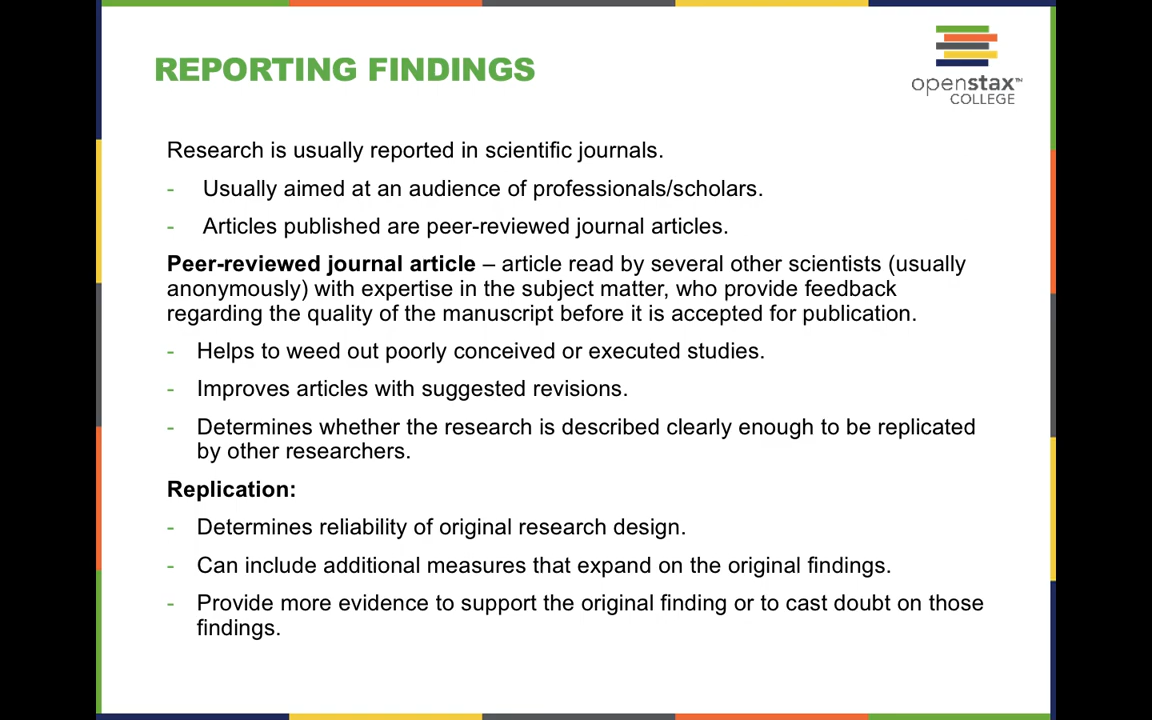 REPORTING FINDINGS
openstax™
COLLEGE
Research is usually reported in scientific journals.
- Usually aimed at an audience of professionals/scholars.
- Articles published are peer-reviewed journal articles.
Peer-reviewed journal article – article read by several other scientists (usually
anonymously) with expertise in the subject matter, who provide feedback
regarding the quality of the manuscript before it is accepted for publication.
- Helps to weed out poorly conceived or executed studies.
- Improves articles with suggested revisions.
- Determines whether the research is described clearly enough to be replicated
by other researchers.
Replication:
- Determines reliability of original research design.
- Can include additional measures that expand on the original findings.
- Provide more evidence to support the original finding or to cast doubt on those
findings.